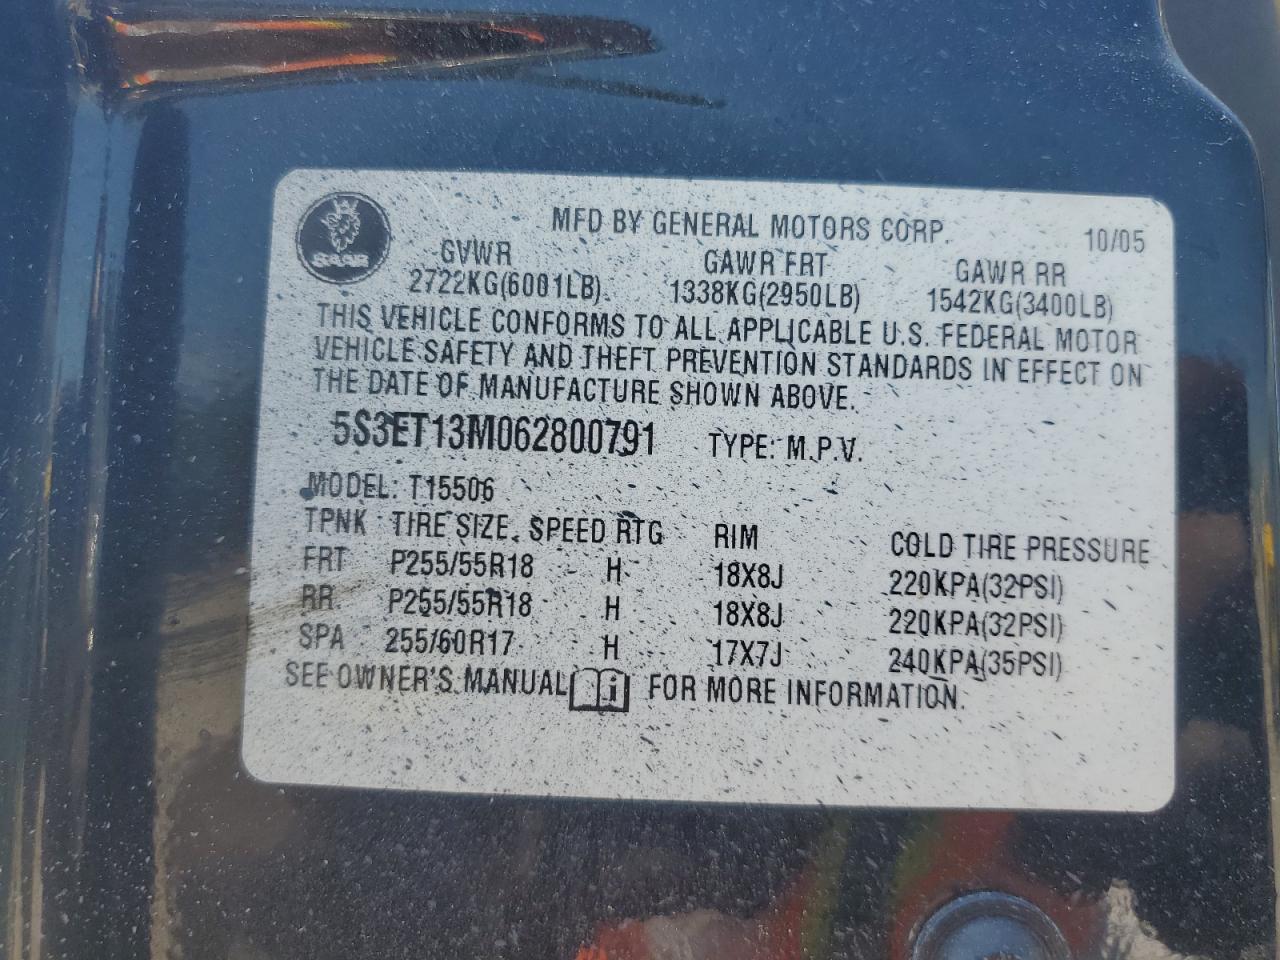 SAAB
MFD BY GENERAL MOTORS CORP. 10/05
GVWR GAWR FRT GAWR RR
2722KG(6001LB) 1338KG(2950LB) 1542KG(3400LB)
THIS VEHICLE CONFORMS TO ALL APPLICABLE U.S. FEDERAL MOTOR
VEHICLE SAFETY AND THEFT PREVENTION STANDARDS IN EFFECT ON
THE DATE OF MANUFACTURE SHOWN ABOVE.
5S3ET13M062800791 TYPE: M.P.V.
MODEL: T15506
TPNK TIRE SIZE SPEED RTG RIM COLD TIRE PRESSURE
FRT P255/55R18 H 18X8J 220KPA(32PSI)
RR P255/55R18 H 18X8J 220KPA(32PSI)
SPA 255/60R17 H 17X7J 240KPA(35PSI)
SEE OWNER'S MANUAL i FOR MORE INFORMATION.